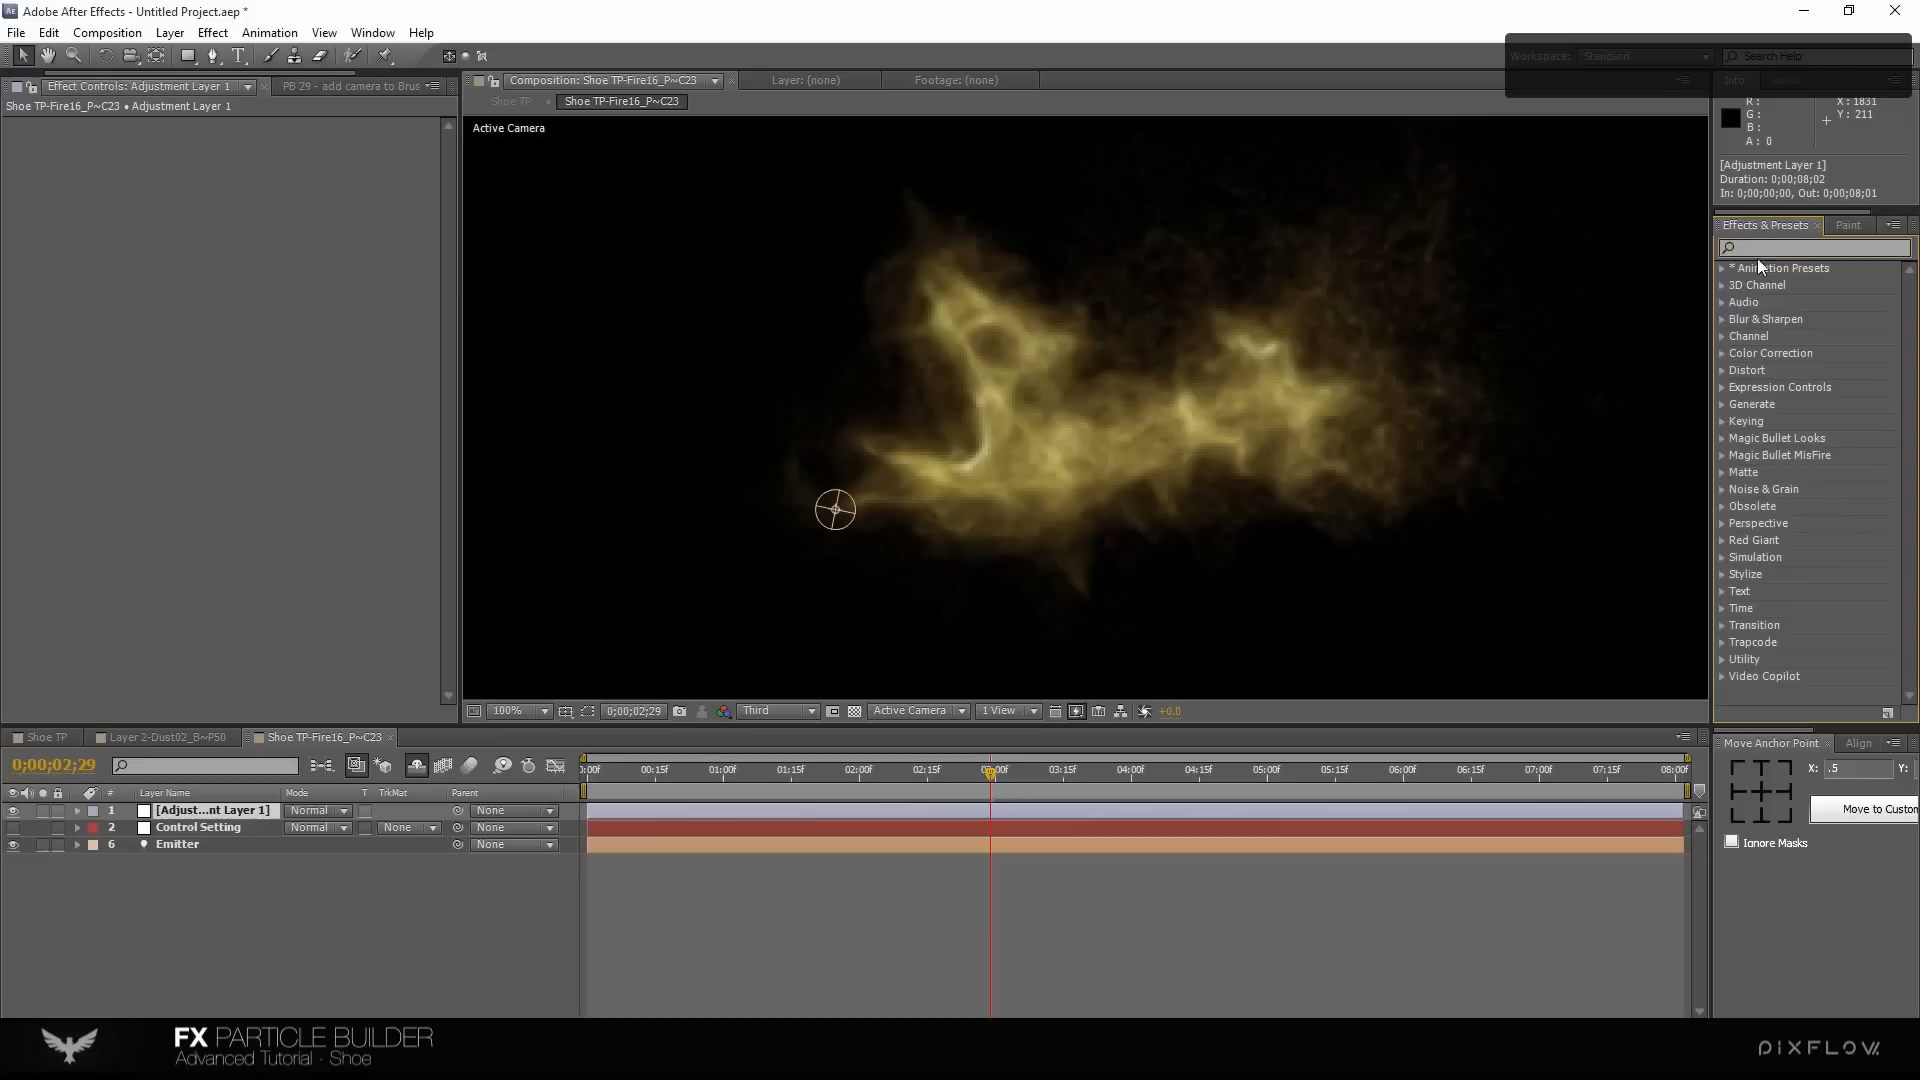 Adobe After Effects - Untitled Project.aep *
File Edit Composition Layer Effect Animation View Window Help
Workspace: Standard Search Help
Effect Controls: Adjustment Layer 1 PB 29 - add camera to Brus
Shoe TP-Fire16_P~C23 • Adjustment Layer 1
Composition: Shoe TP-Fire16_P~C23 Layer: (none) Footage: (none)
Shoe TP Shoe TP-Fire16_P~C23
Active Camera
Info
R :
G :
B :
A : 0
X : 1831
Y : 211
[Adjustment Layer 1]
Duration: 0;00;08;02
In: 0;00;00;00, Out: 0;00;08;01
Effects & Presets Paint
* Animation Presets
3D Channel
Audio
Blur & Sharpen
Channel
Color Correction
Distort
Expression Controls
Generate
Keying
Magic Bullet Looks
Magic Bullet MisFire
Matte
Noise & Grain
Obsolete
Perspective
Red Giant
Simulation
Stylize
Text
Time
Transition
Trapcode
Utility
Video Copilot
100% 0;00;02;29 Third Active Camera 1 View +0.0
Shoe TP Layer 2-Dust02_B~P50 Shoe TP-Fire16_P~C23
0;00;02;29
:00f 00:15f 01:00f 01:15f 02:00f 02:15f 03:15f 04:00f 04:15f 05:00f 05:15f 06:00f 06:15f 07:00f 07:15f 08:00f
# Layer Name Mode T TrkMat Parent
1 [Adjust...nt Layer 1] Normal None
2 Control Setting Normal None None
6 Emitter None
Move Anchor Point Align
X: .5 Y:
Move to Custon
Ignore Masks
FX PARTICLE BUILDER
Advanced Tutorial - Shoe
PIXFLOW